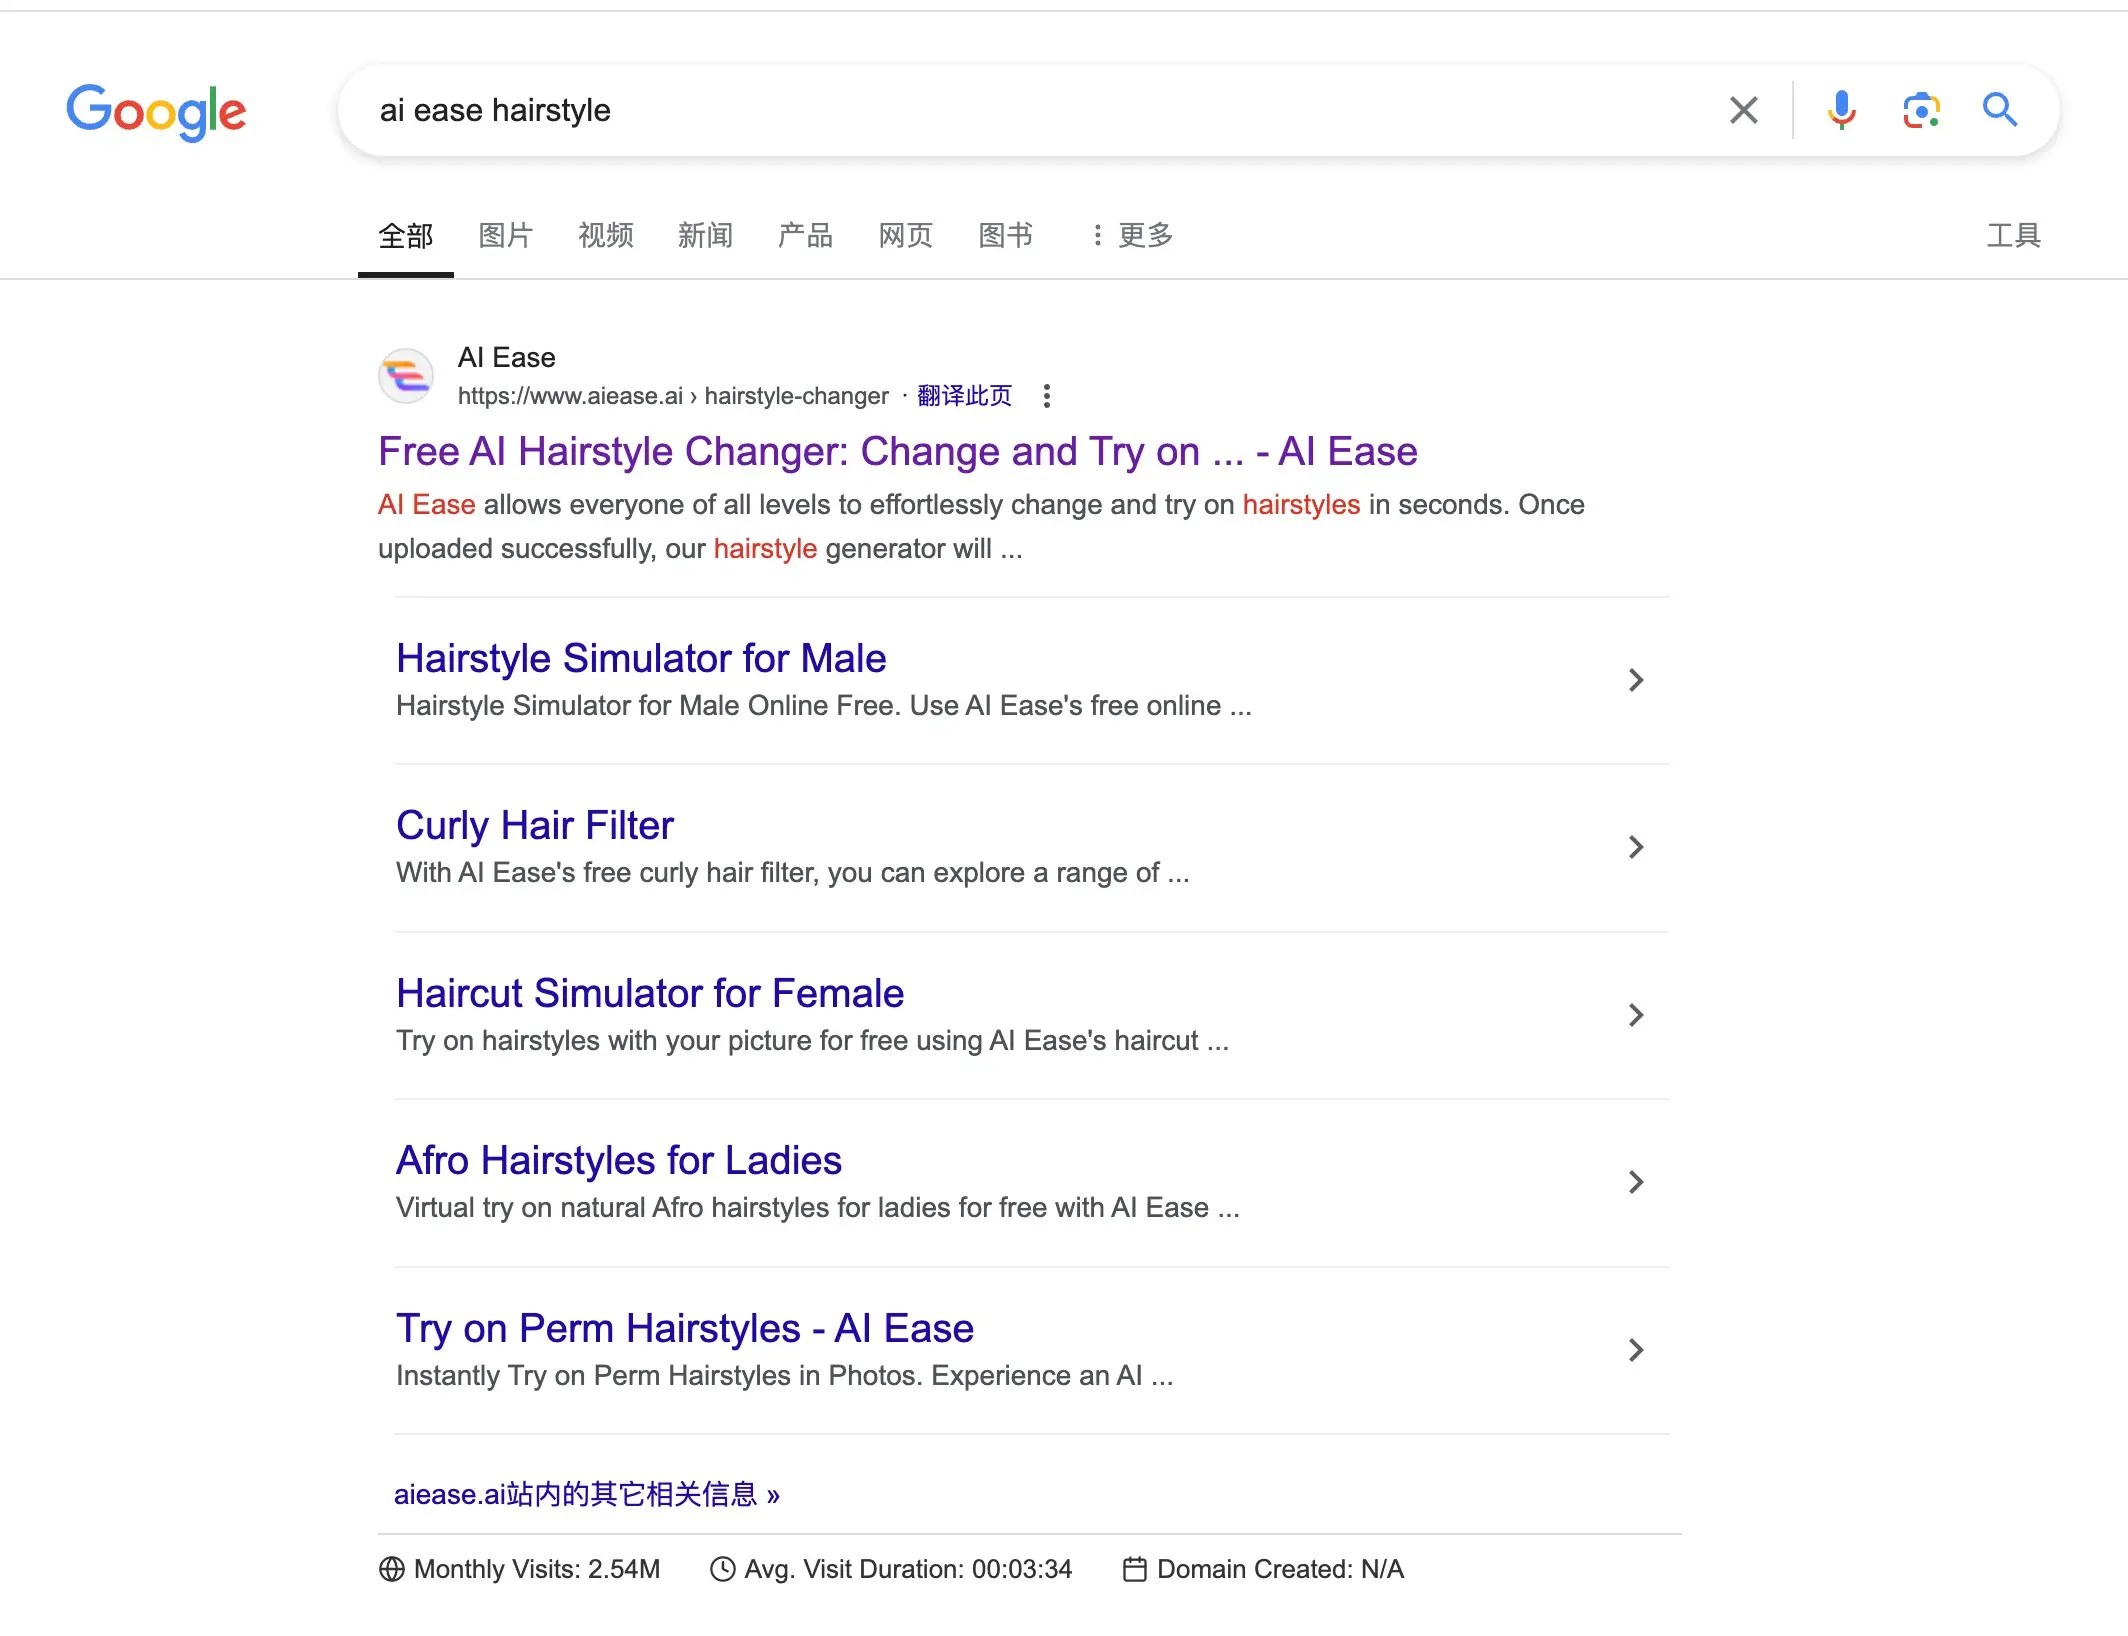 Google
ai ease hairstyle
全部 图片 视频 新闻 产品 网页 图书 更多 工具
AI Ease
https://www.aiease.ai › hairstyle-changer · 翻译此页
Free AI Hairstyle Changer: Change and Try on ... - AI Ease
AI Ease allows everyone of all levels to effortlessly change and try on hairstyles in seconds. Once
uploaded successfully, our hairstyle generator will ...
Hairstyle Simulator for Male
Hairstyle Simulator for Male Online Free. Use AI Ease's free online ...
Curly Hair Filter
With AI Ease's free curly hair filter, you can explore a range of ...
Haircut Simulator for Female
Try on hairstyles with your picture for free using AI Ease's haircut ...
Afro Hairstyles for Ladies
Virtual try on natural Afro hairstyles for ladies for free with AI Ease ...
Try on Perm Hairstyles - AI Ease
Instantly Try on Perm Hairstyles in Photos. Experience an AI ...
aiease.ai站内的其它相关信息 »
Monthly Visits: 2.54M Avg. Visit Duration: 00:03:34 Domain Created: N/A